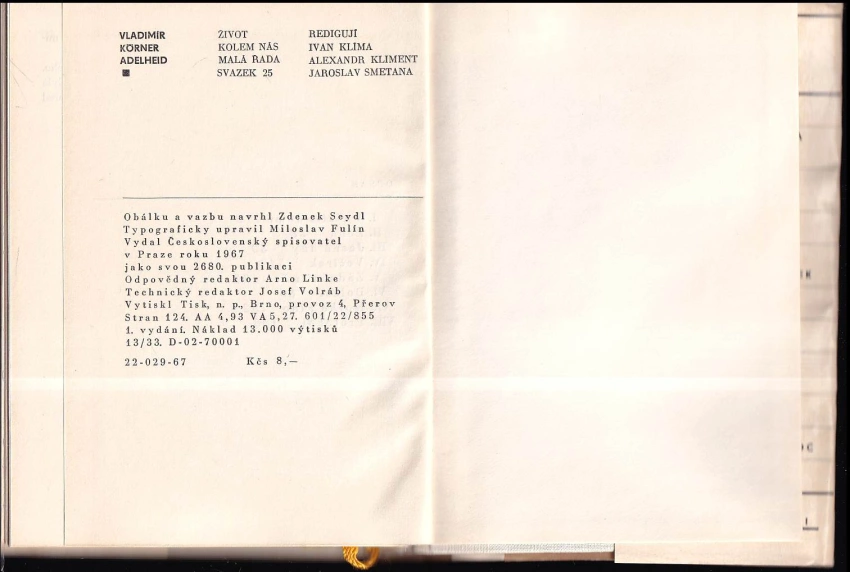 VLADIMÍR
KÖRNER
ADELHEID
ŽIVOT
KOLEM NÁS
MALÁ ŘADA
SVAZEK 25
REDIGUJÍ
IVAN KLIMA
ALEXANDR KLIMENT
JAROSLAV SMETANA
Obálku a vazbu navrhl Zdenek Seydl
Typograficky upravil Miloslav Fulín
Vydal Československý spisovatel
v Praze roku 1967
jako svou 2680. publikaci
Odpovědný redaktor Arno Linke
Technický redaktor Josef Volráb
Vytiskl Tisk, n. p., Brno, provoz 4, Přerov
Stran 124. AA 4,93 VA 5,27. 601/22/855
1. vydání. Náklad 13.000 výtisků
13/33. D-02-70001
22-029-67 Kčs 8,—